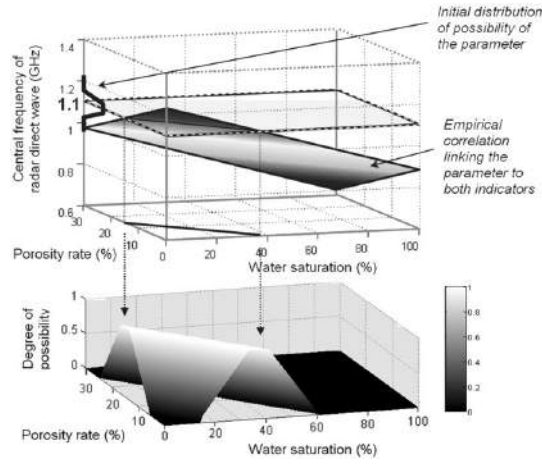 Initial distribution
of possibility of
the parameter
Central frequency of
radar direct wave (GHz)
1.4
1.2
1.1
1
0.8
0.6
30
20
10
0
0
20
40
60
80
100
Porosity rate (%)
Water saturation (%)
Empirical
correlation
linking the
parameter to
both indicators
Degree of
possibility
1
0.5
0
30
20
10
0
20
40
60
80
100
Porosity rate (%)
Water saturation (%)
1
0.8
0.6
0.4
0.2
0